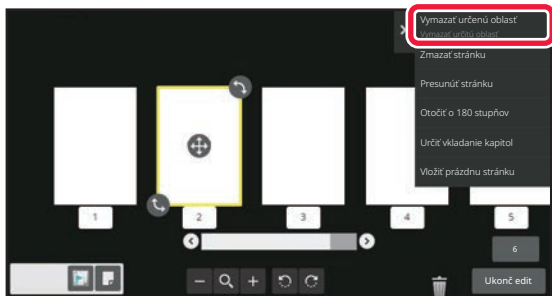 Vymazať určenú oblasť
Vymazať určitú oblasť
Zmazať stránku
Presunúť stránku
Otočiť o 180 stupňov
Určiť vkladanie kapitol
Vložiť prázdnu stránku
1
2
3
4
5
6
Ukonč edit